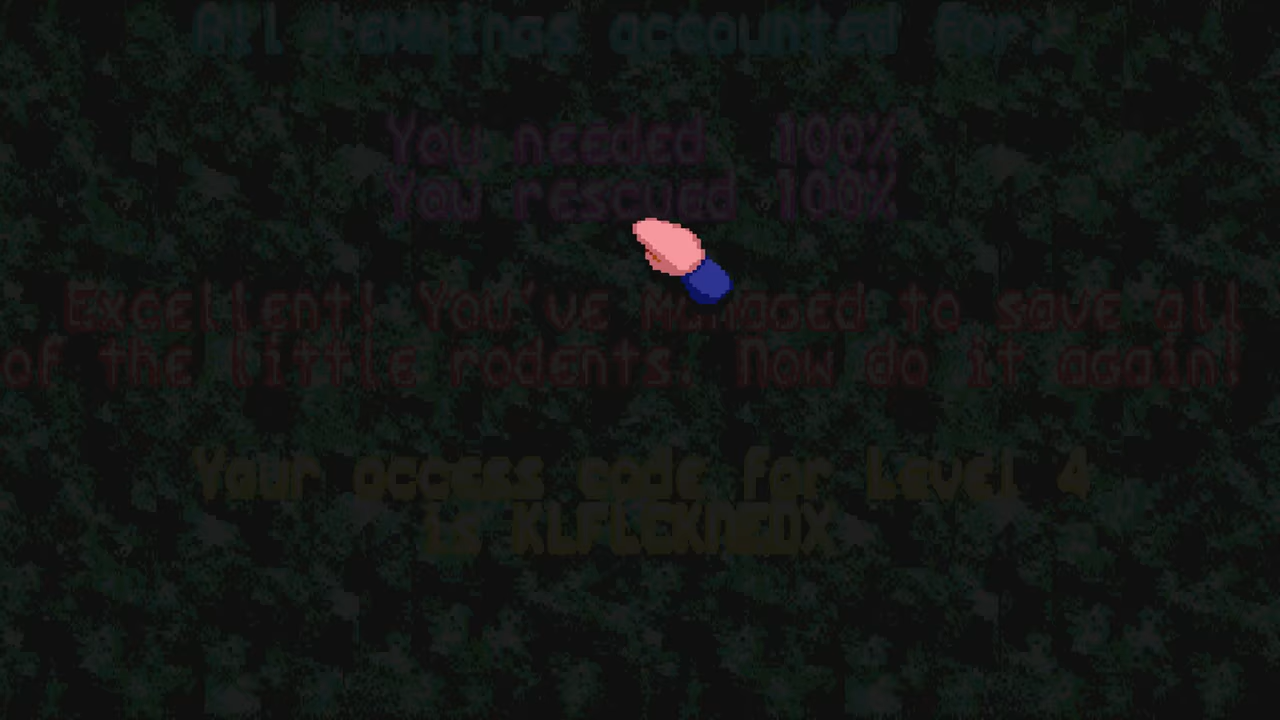 All lemmings accounted for.
You needed 100%
You rescued 100%
Excellent! You've managed to save all
of the little rodents. Now do it again!
Your access code for Level 4
is